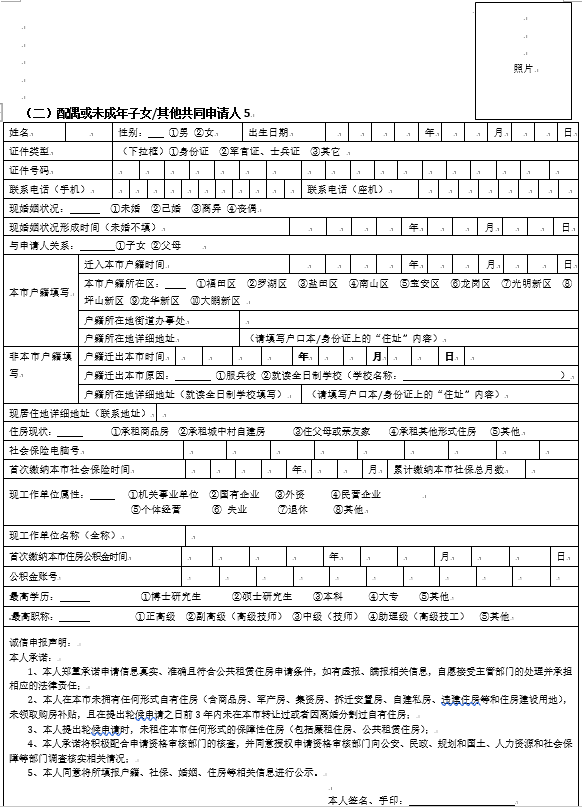 照片
（二）配偶或未成年子女/其他共同申请人 5
姓名 性别：___ ①男 ②女 出生日期 年 月 日
证件类型 （下拉框）①身份证 ②军官证、士兵证 ③其它
证件号码
联系电话（手机） 联系电话（座机）
现婚姻状况：______ ①未婚 ②已婚 ③离异 ④丧偶
现婚姻状况形成时间（未婚不填） 年 月 日
与申请人关系：______①子女 ②父母
本市户籍填写 迁入本市户籍时间 年 月 日
本市户籍所在区：____ ①福田区 ②罗湖区 ③盐田区 ④南山区 ⑤宝安区 ⑥龙岗区 ⑦光明新区 ⑧
坪山新区 ⑨龙华新区 ⑩大鹏新区
户籍所在地街道办事处
户籍所在地详细地址 （请填写户口本/身份证上的“住址”内容）
非本市户籍填
写
户籍迁出本市时间 年 月 日
户籍迁出本市原因：______ ①服兵役 ②就读全日制学校（学校名称：______）
户籍所在地详细地址（就读全日制学校填写） （请填写户口本/身份证上的“住址”内容）
现居住地详细地址（联系地址）
住房现状：_____ ①承租商品房 ②承租城中村自建房 ③住父母或亲友家 ④承租其他形式住房 ⑤其他
社会保险电脑号
首次缴纳本市社会保险时间 年 月 累计缴纳本市社保总月数
现工作单位属性：_____ ①机关事业单位 ②国有企业 ③外资 ④民营企业
⑤个体经营 ⑥ 失业 ⑦退休 ⑧其他
现工作单位名称（全称）
首次缴纳本市住房公积金时间 年 月 日
公积金账号
最高学历：______ ①博士研究生 ②硕士研究生 ③本科 ④大专 ⑤其他
最高职称：______ ①正高级 ②副高级（高级技师） ③中级（技师） ④助理级（高级技工） ⑤其他
诚信申报声明：
本人承诺：
1、本人郑重承诺申请信息真实、准确且符合公共租赁住房申请条件，如有虚报、瞒报相关信息，自愿接受主管部门的处理并承担
相应的法律责任；
2、本人在本市未拥有任何形式自有住房（含商品房、军产房、集资房、拆迁安置房、自建私房、违建住房等和住房建设用地），
未领取购房补贴，且在提出轮候申请之日前 3 年内未在本市转让过或者因离婚分割过自有住房；
3、本人提出轮候申请时，未租住本市任何形式的保障性住房（包括廉租住房、公共租赁住房）；
4、本人承诺将积极配合申请资格审核部门的核查，并同意授权申请资格审核部门向公安、民政、规划和国土、人力资源和社会保
障等部门调查核实相关情况；
5、本人同意将所填报户籍、社保、婚姻、住房等相关信息进行公示。
本人签名、手印：______________